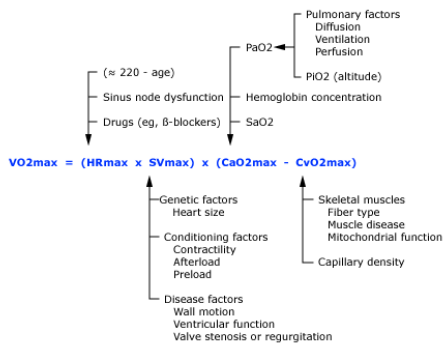 Pulmonary factors
Diffusion
Ventilation
Perfusion
PaO2
PiO2 (altitude)
(≈ 220 - age)
Sinus node dysfunction
Hemoglobin concentration
Drugs (eg, ß-blockers)
SaO2
VO2max = (HRmax x SVmax) x (CaO2max - CvO2max)
Genetic factors
Heart size
Conditioning factors
Contractility
Afterload
Preload
Disease factors
Wall motion
Ventricular function
Valve stenosis or regurgitation
Skeletal muscles
Fiber type
Muscle disease
Mitochondrial function
Capillary density